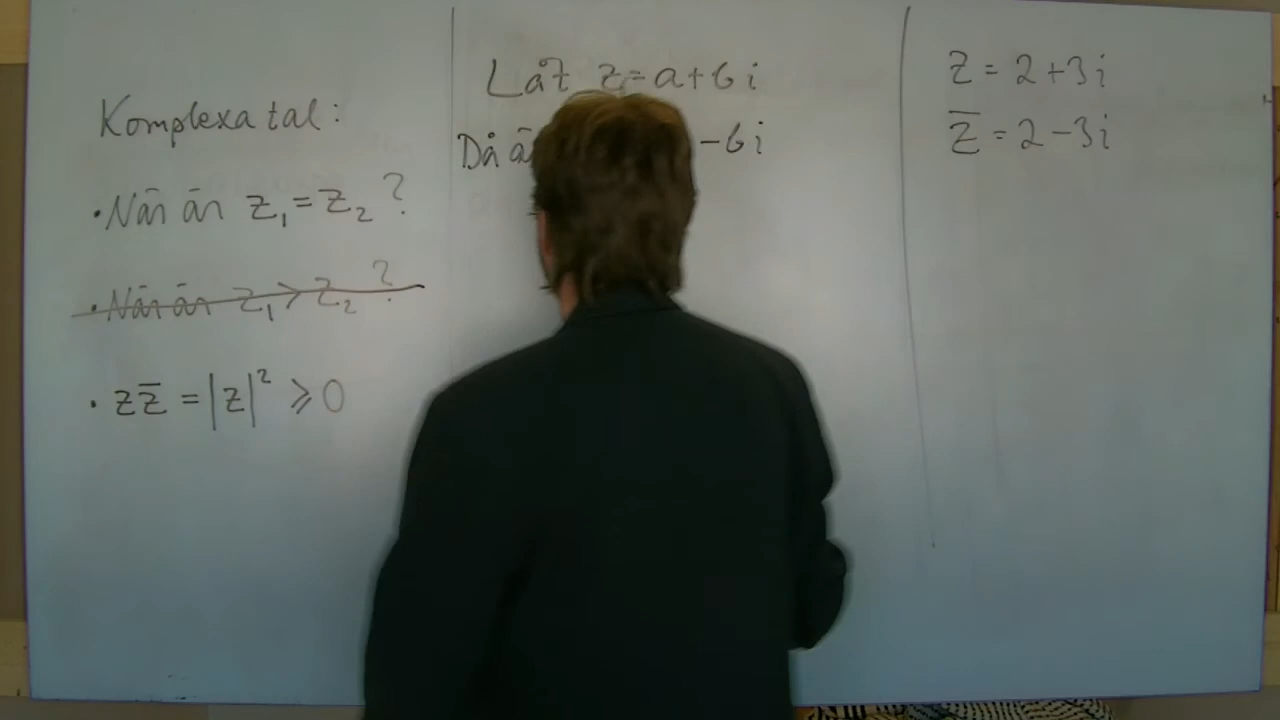 Komplexa tal:
• När är z₁ = z₂ ?
• När är z₁ > z₂ ?
• z z̅ = |z|² ⩾ 0
Låt z = a + bi
Då är - bi
z = 2 + 3i
z̅ = 2 - 3i